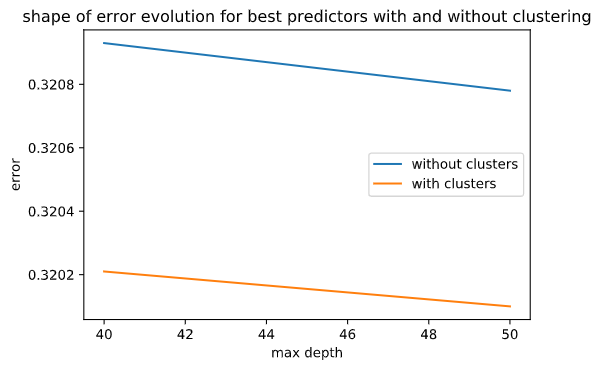 shape of error evolution for best predictors with and without clustering
0.3208
0.3206
0.3204
0.3202
error
without clusters
with clusters
40 42 44 46 48 50
max depth